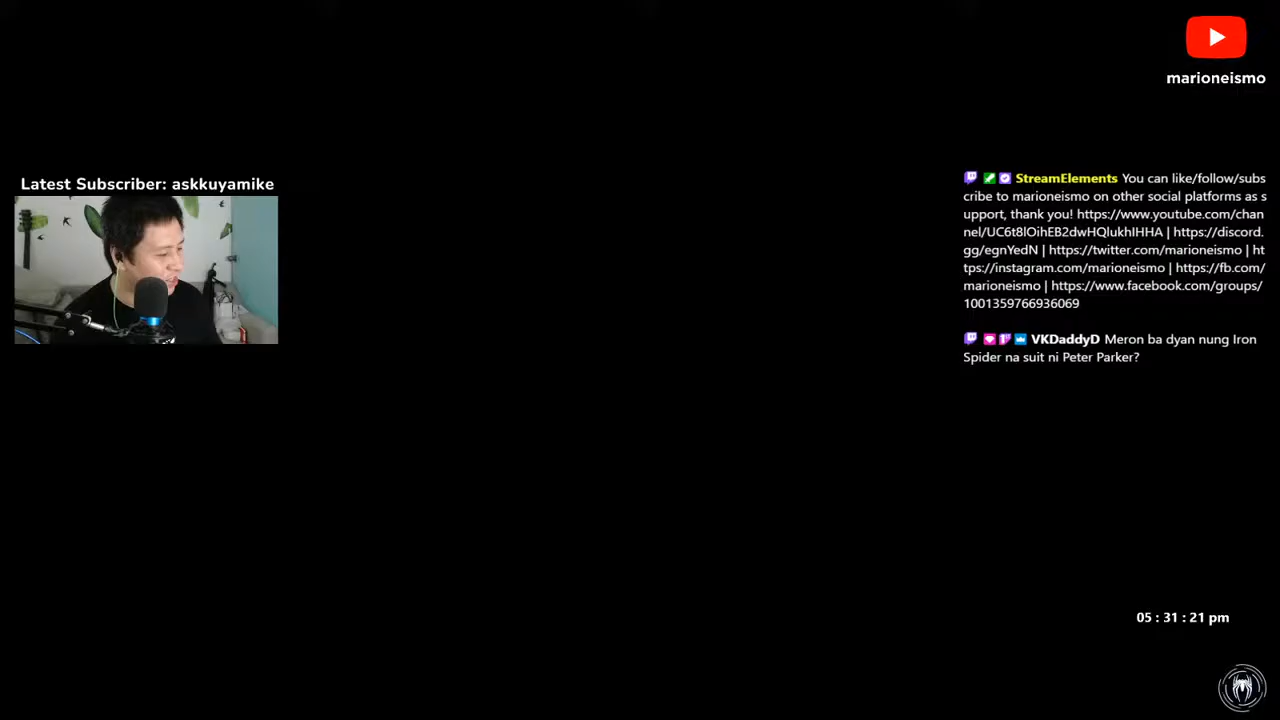 marioneismo
Latest Subscriber: askkuyamike
StreamElements You can like/follow/subs
cribe to marioneismo on other social platforms as s
upport, thank you! https://www.youtube.com/chan
nel/UC6t8lOihEB2dwHQlukhIHHA | https://discord.
gg/egnYedN | https://twitter.com/marioneismo | ht
tps://instagram.com/marioneismo | https://fb.com/
marioneismo | https://www.facebook.com/groups/
1001359766936069
VKDaddyD Meron ba dyan nung Iron
Spider na suit ni Peter Parker?
05 : 31 : 21 pm